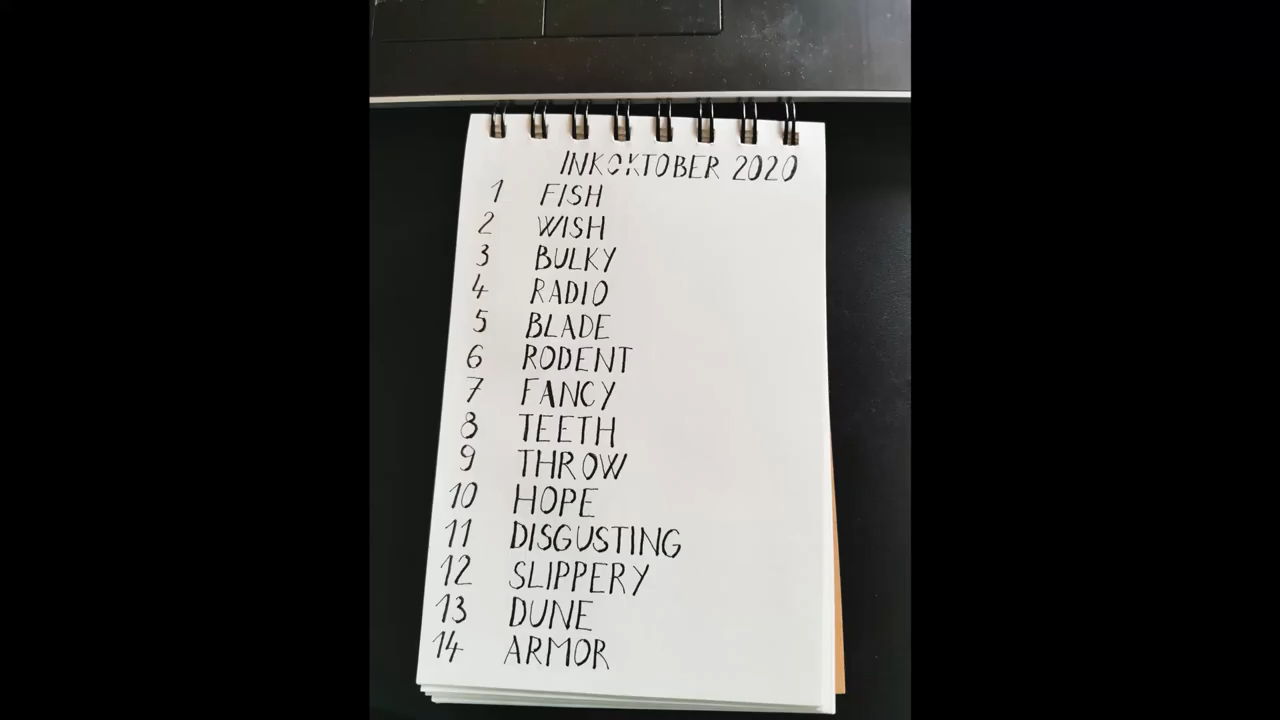 INKOKTOBER 2020
1 FISH
2 WISH
3 BULKY
4 RADIO
5 BLADE
6 RODENT
7 FANCY
8 TEETH
9 THROW
10 HOPE
11 DISGUSTING
12 SLIPPERY
13 DUNE
14 ARMOR